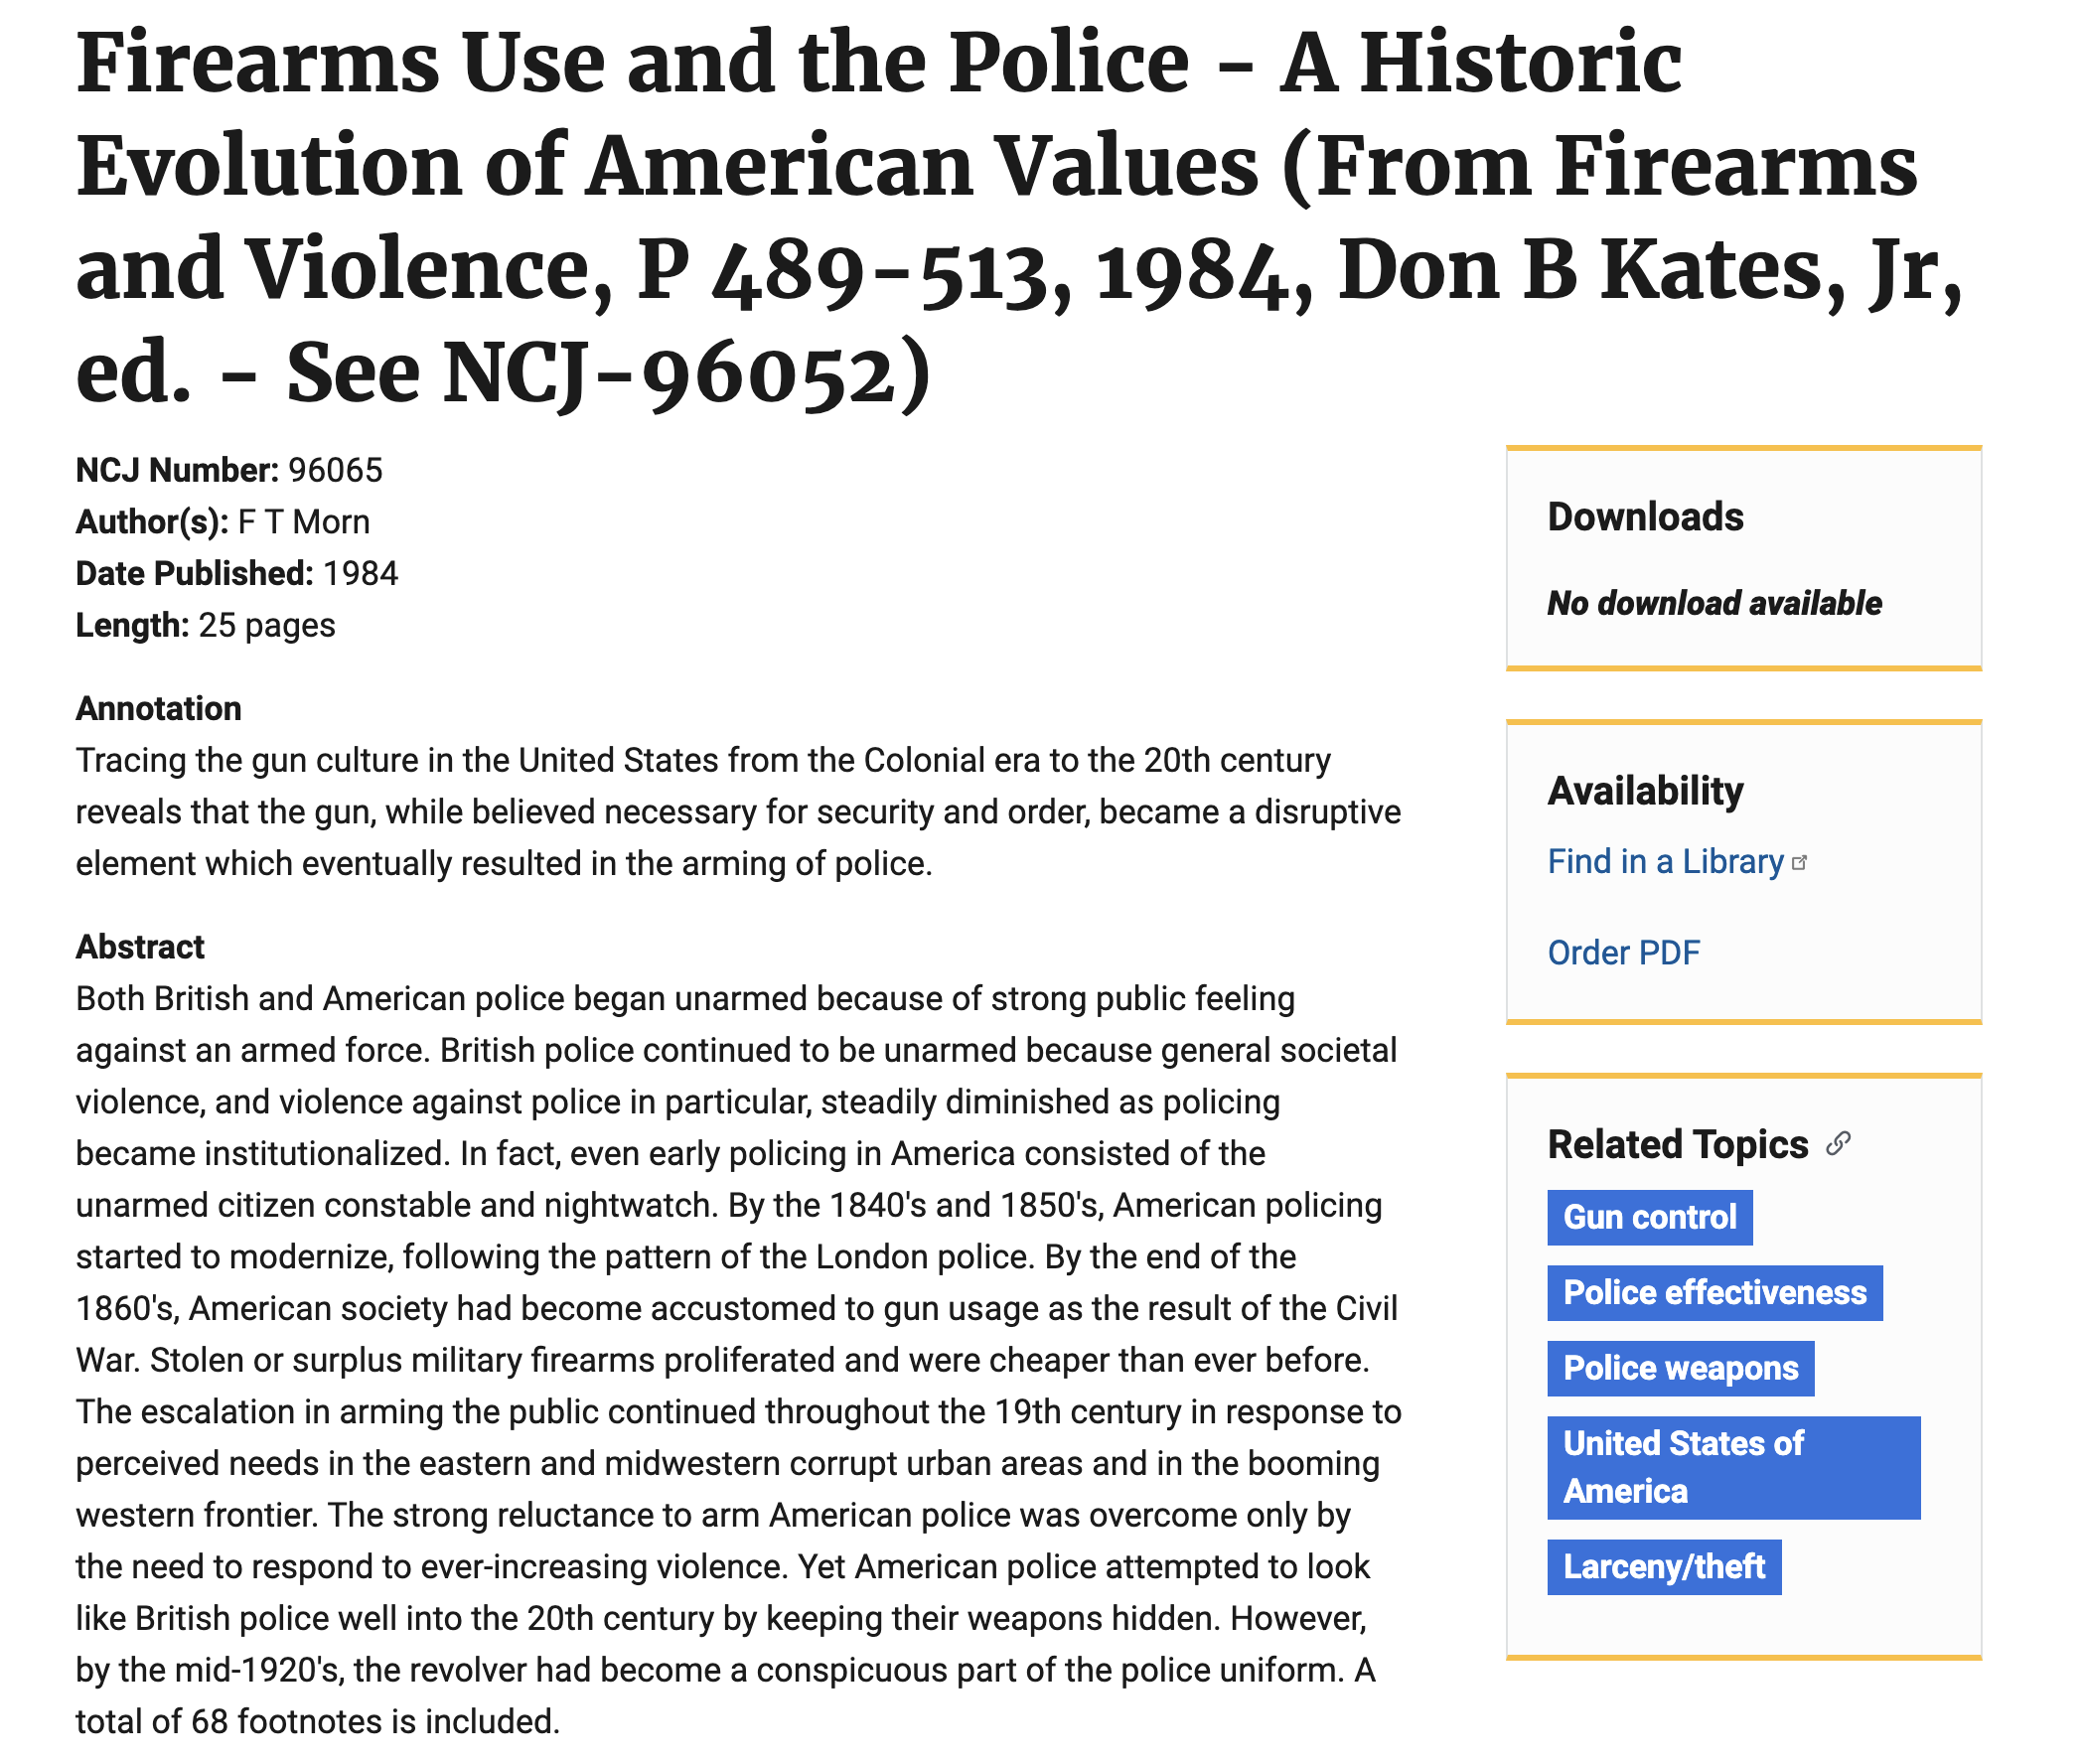 Firearms Use and the Police - A Historic
Evolution of American Values (From Firearms
and Violence, P 489-513, 1984, Don B Kates, Jr,
ed. - See NCJ-96052)
NCJ Number: 96065
Author(s): F T Morn
Date Published: 1984
Length: 25 pages
Annotation
Tracing the gun culture in the United States from the Colonial era to the 20th century
reveals that the gun, while believed necessary for security and order, became a disruptive
element which eventually resulted in the arming of police.
Abstract
Both British and American police began unarmed because of strong public feeling
against an armed force. British police continued to be unarmed because general societal
violence, and violence against police in particular, steadily diminished as policing
became institutionalized. In fact, even early policing in America consisted of the
unarmed citizen constable and nightwatch. By the 1840's and 1850's, American policing
started to modernize, following the pattern of the London police. By the end of the
1860's, American society had become accustomed to gun usage as the result of the Civil
War. Stolen or surplus military firearms proliferated and were cheaper than ever before.
The escalation in arming the public continued throughout the 19th century in response to
perceived needs in the eastern and midwestern corrupt urban areas and in the booming
western frontier. The strong reluctance to arm American police was overcome only by
the need to respond to ever-increasing violence. Yet American police attempted to look
like British police well into the 20th century by keeping their weapons hidden. However,
by the mid-1920's, the revolver had become a conspicuous part of the police uniform. A
total of 68 footnotes is included.
Downloads
No download available
Availability
Find in a Library
Order PDF
Related Topics
Gun control
Police effectiveness
Police weapons
United States of
America
Larceny/theft